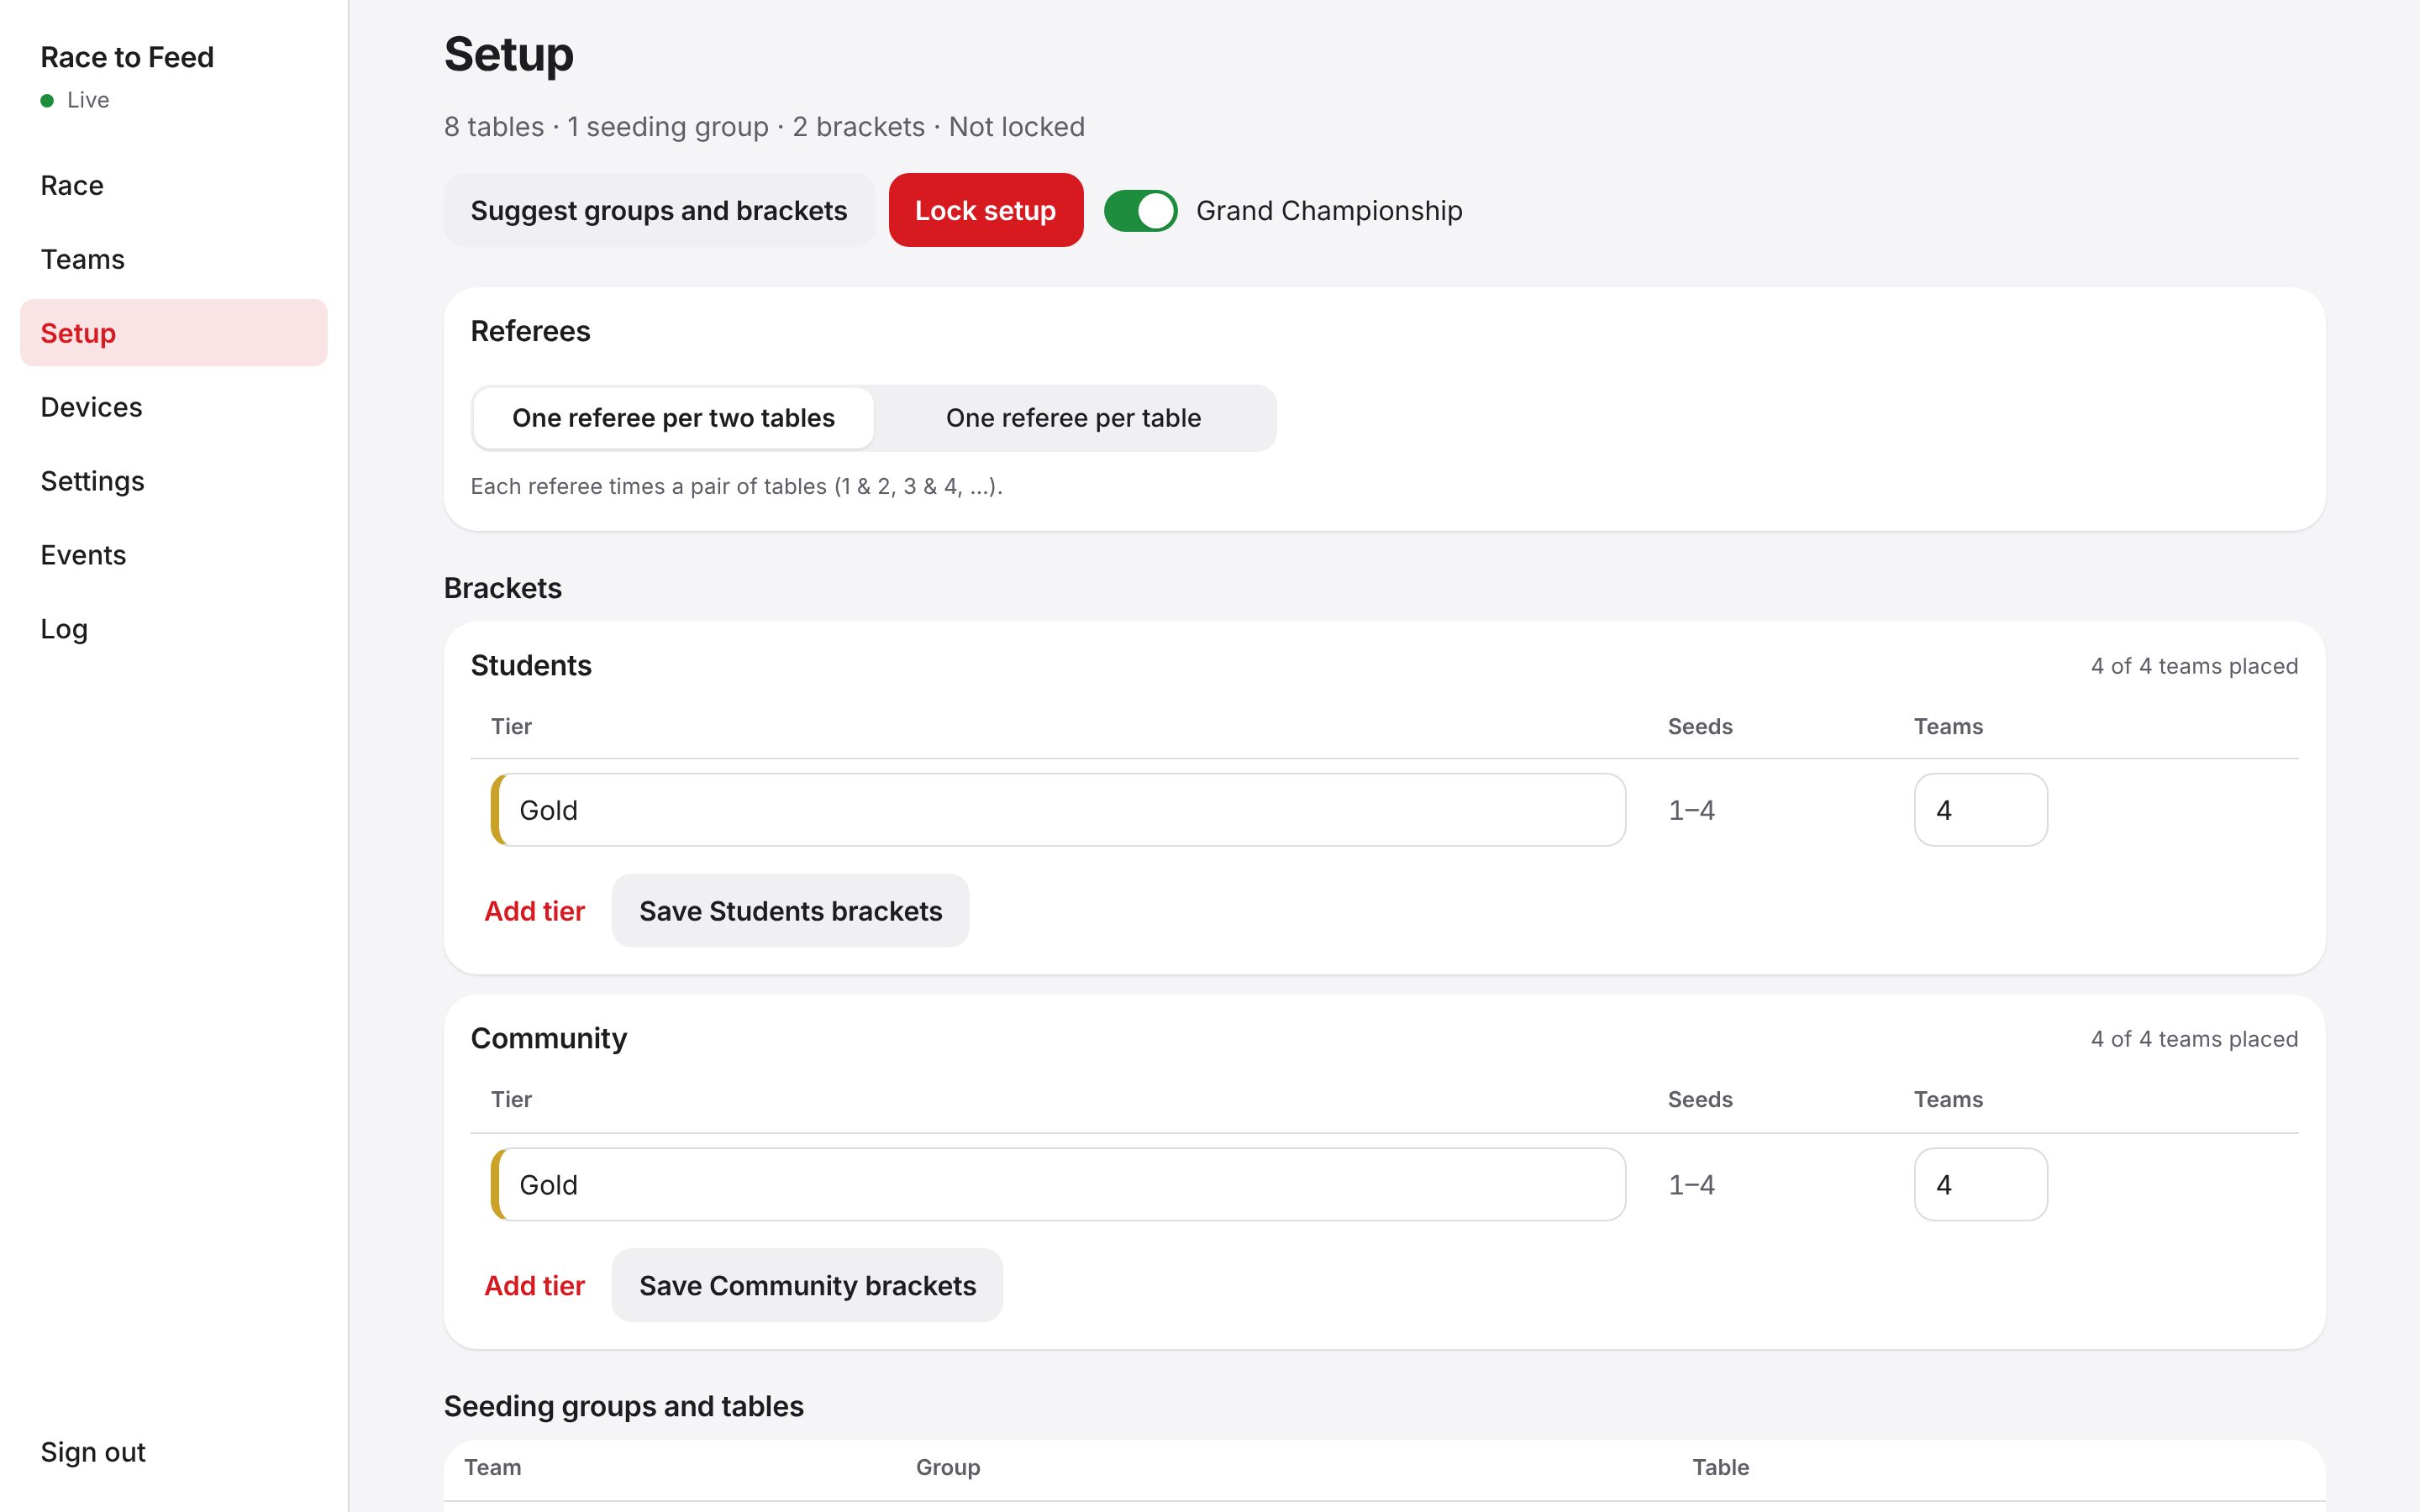 Race to Feed
Live
Race
Teams
Setup
Devices
Settings
Events
Log
Sign out
Setup
8 tables · 1 seeding group · 2 brackets · Not locked
Suggest groups and brackets
Lock setup
Grand Championship
Referees
One referee per two tables
One referee per table
Each referee times a pair of tables (1 & 2, 3 & 4, ...).
Brackets
Students
4 of 4 teams placed
Tier Seeds Teams
Gold 1–4 4
Add tier
Save Students brackets
Community
4 of 4 teams placed
Tier Seeds Teams
Gold 1–4 4
Add tier
Save Community brackets
Seeding groups and tables
Team Group Table